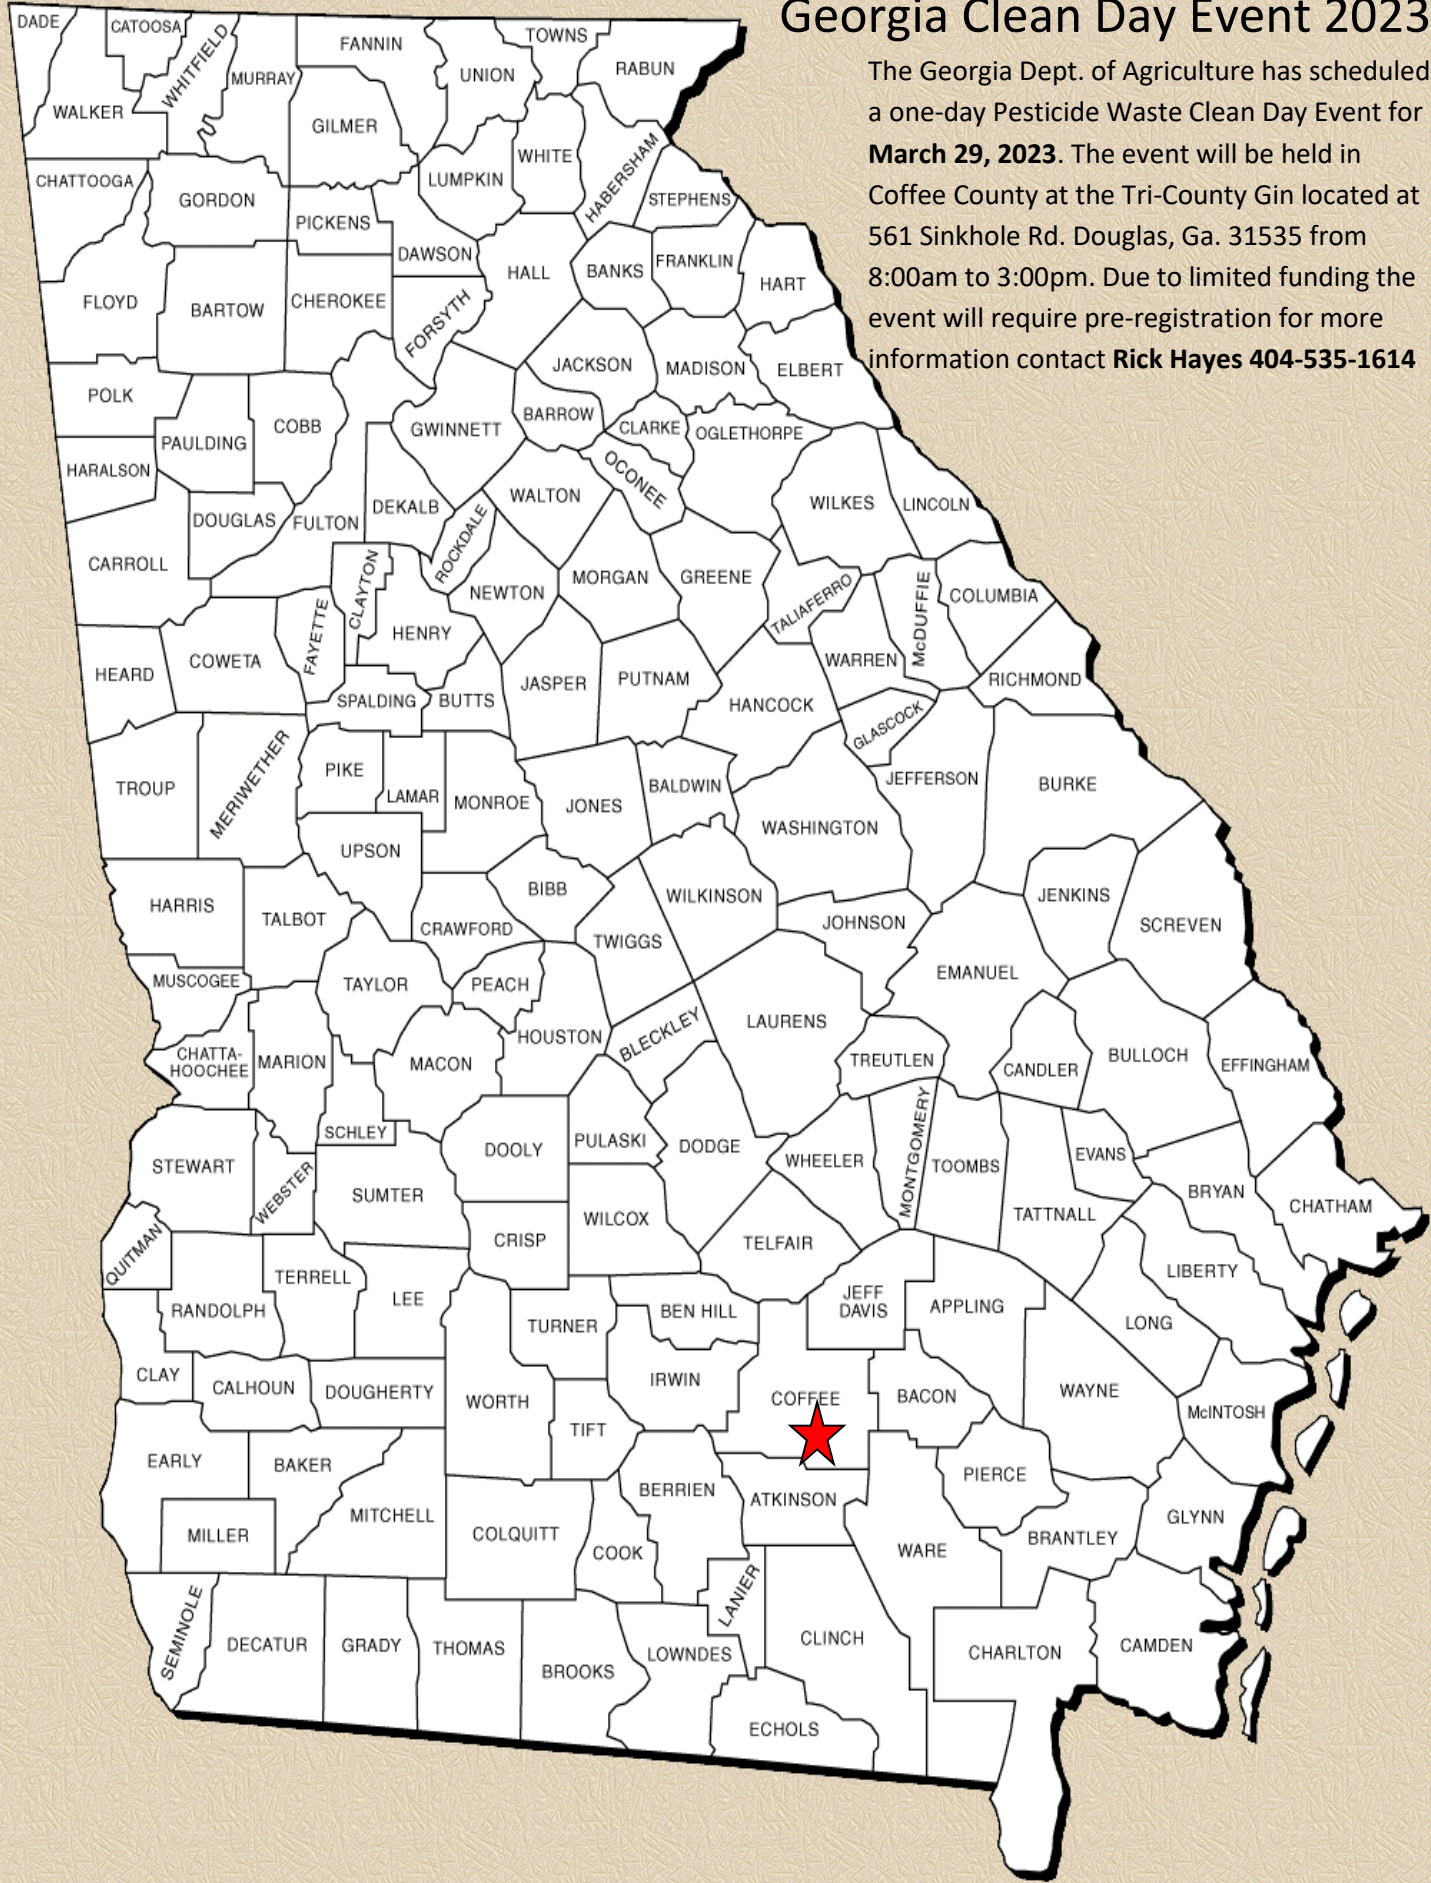 Georgia Clean Day Event 2023
The Georgia Dept. of Agriculture has scheduled
a one-day Pesticide Waste Clean Day Event for
March 29, 2023. The event will be held in
Coffee County at the Tri-County Gin located at
561 Sinkhole Rd. Douglas, Ga. 31535 from
8:00am to 3:00pm. Due to limited funding the
event will require pre-registration for more
information contact Rick Hayes 404-535-1614
DADE
CATOOSA
WHITFIELD
MURRAY
FANNIN
UNION
TOWNS
RABUN
WALKER
GILMER
WHITE
HABERSHAM
LUMPKIN
STEPHENS
CHATTOOGA
GORDON
PICKENS
DAWSON
HALL
BANKS
FRANKLIN
HART
FLOYD
BARTOW
CHEROKEE
FORSYTH
JACKSON
MADISON
ELBERT
POLK
PAULDING
COBB
GWINNETT
BARROW
CLARKE
OGLETHORPE
HARALSON
OCONEE
WALTON
WILKES
LINCOLN
DOUGLAS
FULTON
DEKALB
ROCKDALE
CARROLL
CLAYTON
NEWTON
MORGAN
GREENE
TALIAFERRO
McDUFFIE
COLUMBIA
FAYETTE
HENRY
HEARD
COWETA
SPALDING
BUTTS
JASPER
PUTNAM
HANCOCK
WARREN
RICHMOND
GLASCOCK
TROUP
MERIWETHER
PIKE
LAMAR
MONROE
JONES
BALDWIN
JEFFERSON
BURKE
WASHINGTON
UPSON
BIBB
WILKINSON
JENKINS
HARRIS
TALBOT
CRAWFORD
TWIGGS
JOHNSON
SCREVEN
MUSCOGEE
TAYLOR
PEACH
EMANUEL
HOUSTON
BLECKLEY
LAURENS
CHATTA-
HOOCHEE
MARION
MACON
TREUTLEN
CANDLER
BULLOCH
EFFINGHAM
SCHLEY
DOOLY
PULASKI
DODGE
WHEELER
MONTGOMERY
TOOMBS
EVANS
STEWART
WEBSTER
SUMTER
WILCOX
TATTNALL
BRYAN
CHATHAM
QUITMAN
CRISP
TELFAIR
LIBERTY
RANDOLPH
TERRELL
LEE
TURNER
BEN HILL
JEFF
DAVIS
APPLING
LONG
CLAY
CALHOUN
DOUGHERTY
WORTH
IRWIN
COFFEE
BACON
WAYNE
McINTOSH
TIFT
EARLY
BAKER
BERRIEN
PIERCE
MITCHELL
ATKINSON
GLYNN
MILLER
COLQUITT
COOK
WARE
BRANTLEY
LANIER
SEMINOLE
DECATUR
GRADY
THOMAS
BROOKS
LOWNDES
CLINCH
CHARLTON
CAMDEN
ECHOLS